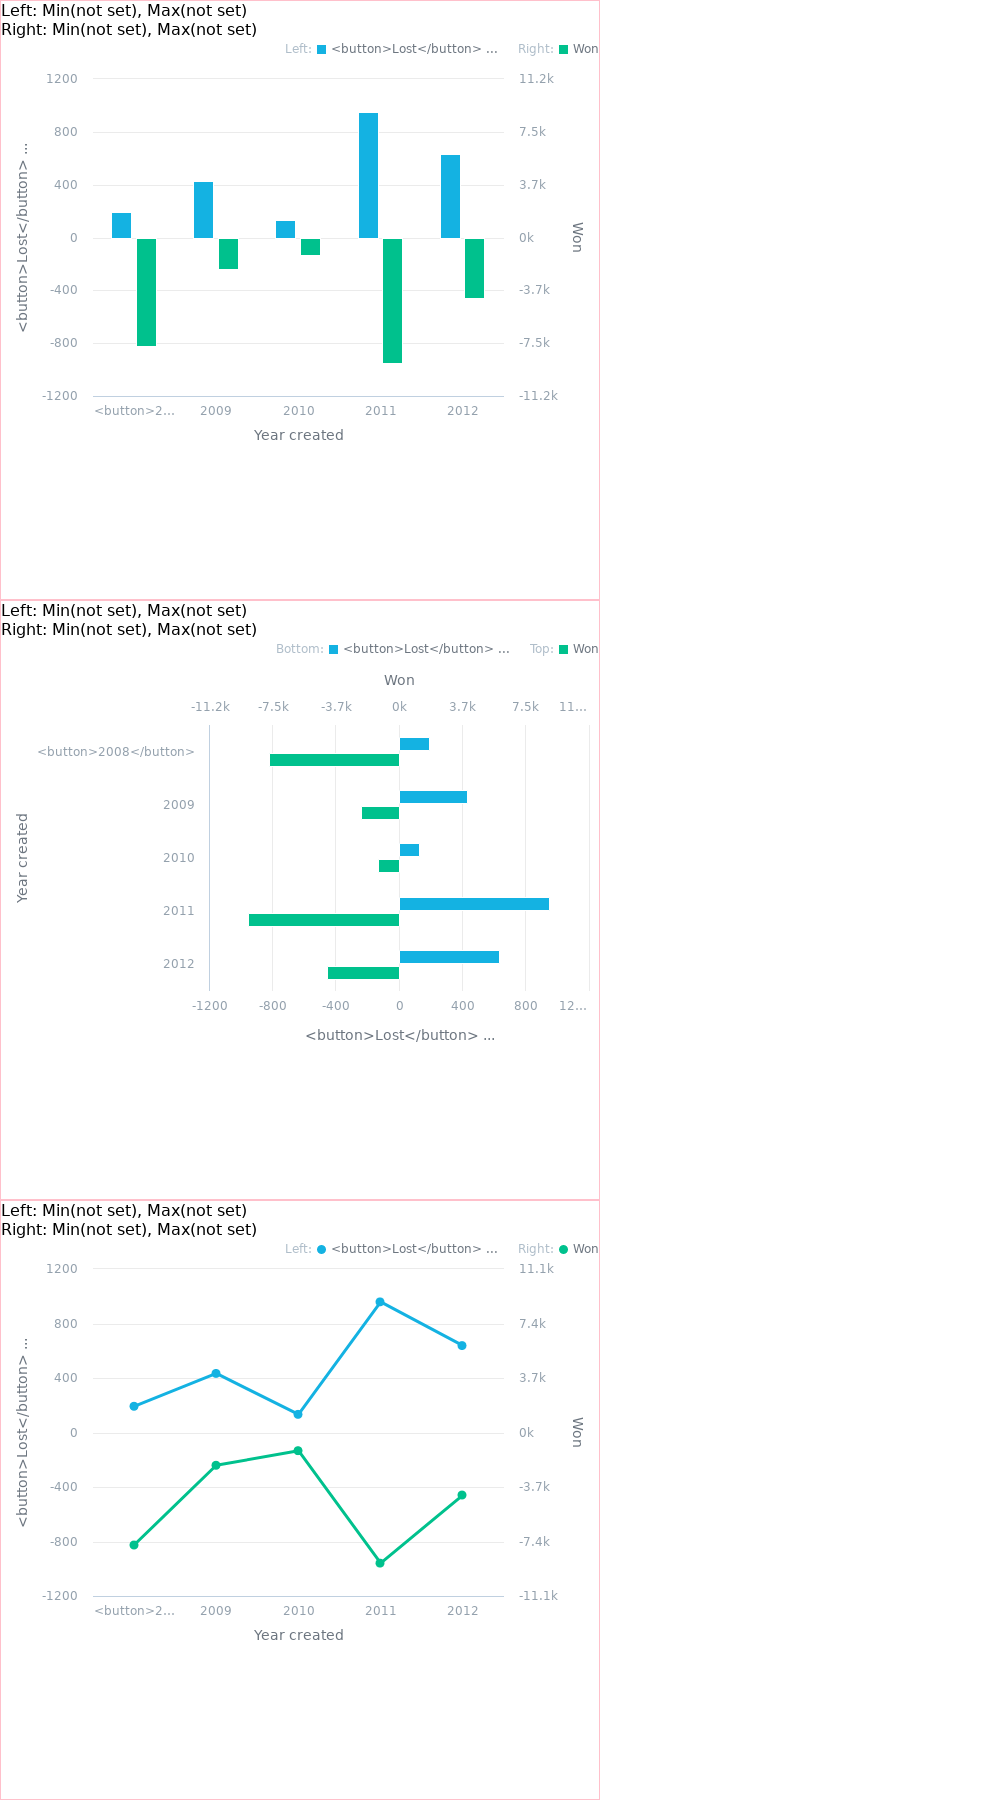 Left: Min(not set), Max(not set)
Right: Min(not set), Max(not set)
Left: <button>Lost</button> ... Right: Won
1200 11.2k
800 7.5k
400 3.7k
0 0k
-400 -3.7k
-800 -7.5k
-1200 -11.2k
<button>Lost</button> ...
Won
<button>2... 2009 2010 2011 2012
Year created
Left: Min(not set), Max(not set)
Right: Min(not set), Max(not set)
Bottom: <button>Lost</button> ... Top: Won
Won
-11.2k -7.5k -3.7k 0k 3.7k 7.5k 11...
<button>2008</button>
2009
2010
2011
2012
Year created
-1200 -800 -400 0 400 800 12...
<button>Lost</button> ...
Left: Min(not set), Max(not set)
Right: Min(not set), Max(not set)
Left: <button>Lost</button> ... Right: Won
1200 11.1k
800 7.4k
400 3.7k
0 0k
-400 -3.7k
-800 -7.4k
-1200 -11.1k
<button>Lost</button> ...
Won
<button>2... 2009 2010 2011 2012
Year created